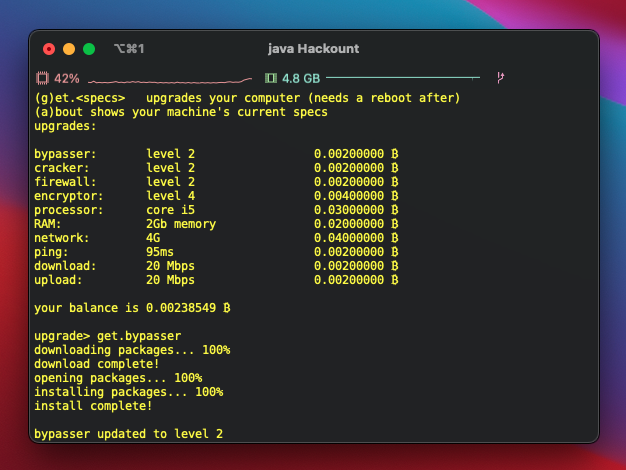 ⌥⌘1 java Hackount
42% 4.8 GB
(g)et.<specs>   upgrades your computer (needs a reboot after)
(a)bout shows your machine's current specs
upgrades:
bypasser:       level 2                 0.00200000 ₿
cracker:        level 2                 0.00200000 ₿
firewall:       level 2                 0.00200000 ₿
encryptor:      level 4                 0.00400000 ₿
processor:      core i5                 0.03000000 ₿
RAM:            2Gb memory              0.02000000 ₿
network:        4G                      0.04000000 ₿
ping:           95ms                    0.00200000 ₿
download:       20 Mbps                 0.00200000 ₿
upload:         20 Mbps                 0.00200000 ₿
your balance is 0.00238549 ₿
upgrade> get.bypasser
downloading packages... 100%
download complete!
opening packages... 100%
installing packages... 100%
install complete!
bypasser updated to level 2